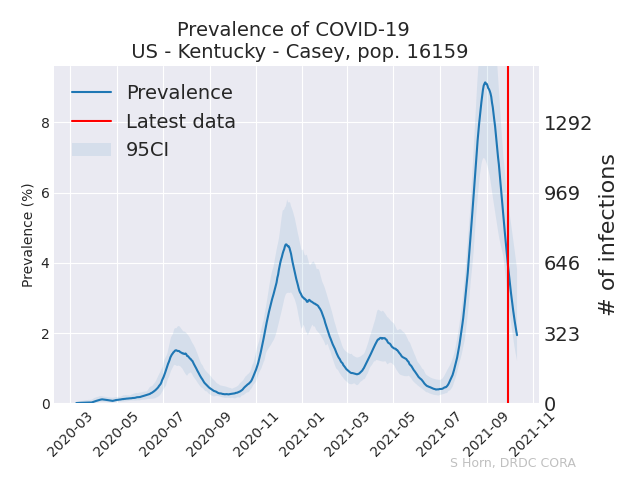 Prevalence of COVID-19
US - Kentucky - Casey, pop. 16159
Prevalence
Latest data
95CI
8
6
4
2
0
Prevalence (%)
1292
969
646
323
0
# of infections
2020-03
2020-05
2020-07
2020-09
2020-11
2021-01
2021-03
2021-05
2021-07
2021-09
2021-11
S Horn, DRDC CORA